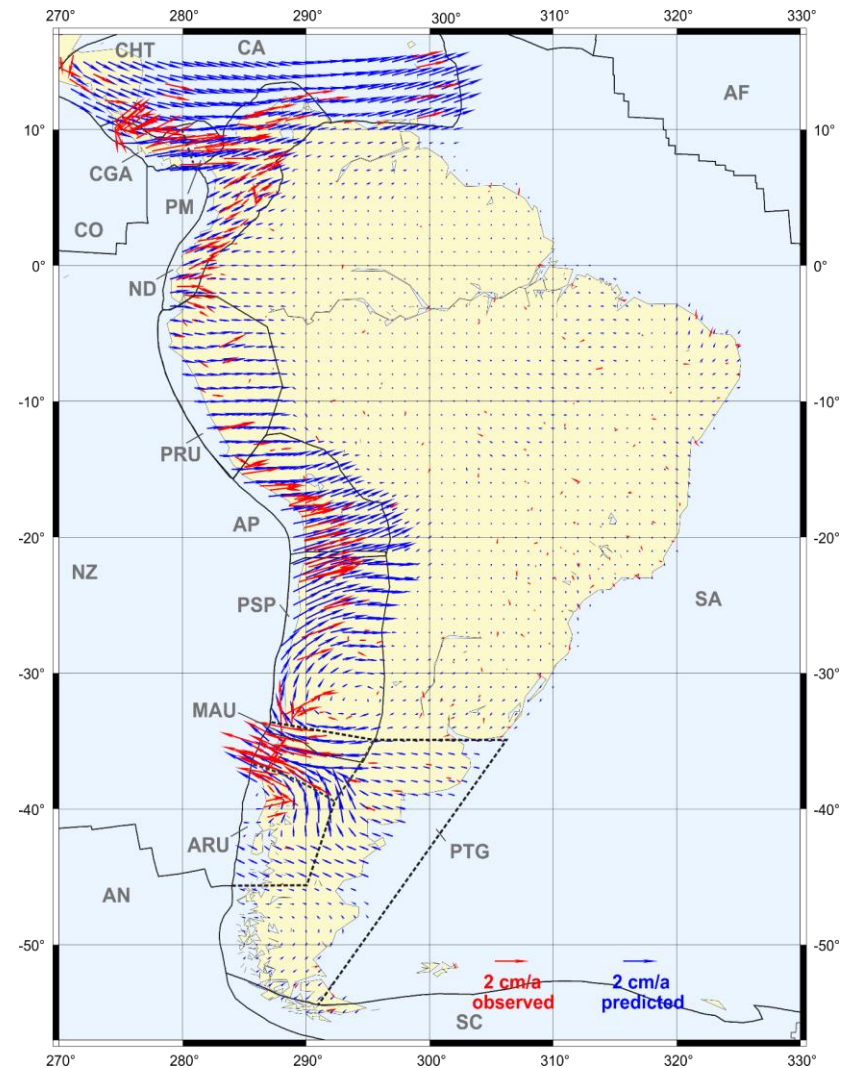 270° 280° 290° 300° 310° 320° 330°
CHT CA
AF
10°
10°
CGA
PM
CO
0°
0°
ND
-10°
-10°
PRU
AP
-20°
-20°
NZ
PSP
SA
-30°
-30°
MAU
-40°
-40°
ARU
PTG
AN
-50°
-50°
2 cm/a
observed
2 cm/a
predicted
SC
270° 280° 290° 300° 310° 320° 330°